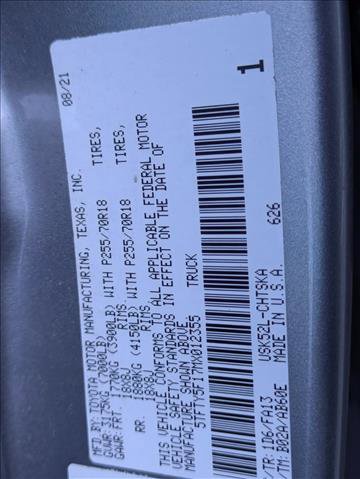 MFD.BY: TOYOTA MOTOR MANUFACTURING, TEXAS, INC. 08/21
GVWR: 3175KG (7000LB)
GAWR:FRT. 1770KG (3900LB) WITH P255/70R18 TIRES,
18X8J RIMS,
RR. 1880KG (4150LB) WITH P255/70R18 TIRES,
18X8J RIMS
THIS VEHICLE CONFORMS TO ALL APPLICABLE FEDERAL MOTOR
VEHICLE SAFETY STANDARDS IN EFFECT ON THE DATE OF
MANUFACTURE SHOWN ABOVE
TRUCK
1
626
C/TR: 1D6/FA13 USK52L-CHTSKA
A/TM: B02A/AB60E MADE IN U.S.A.